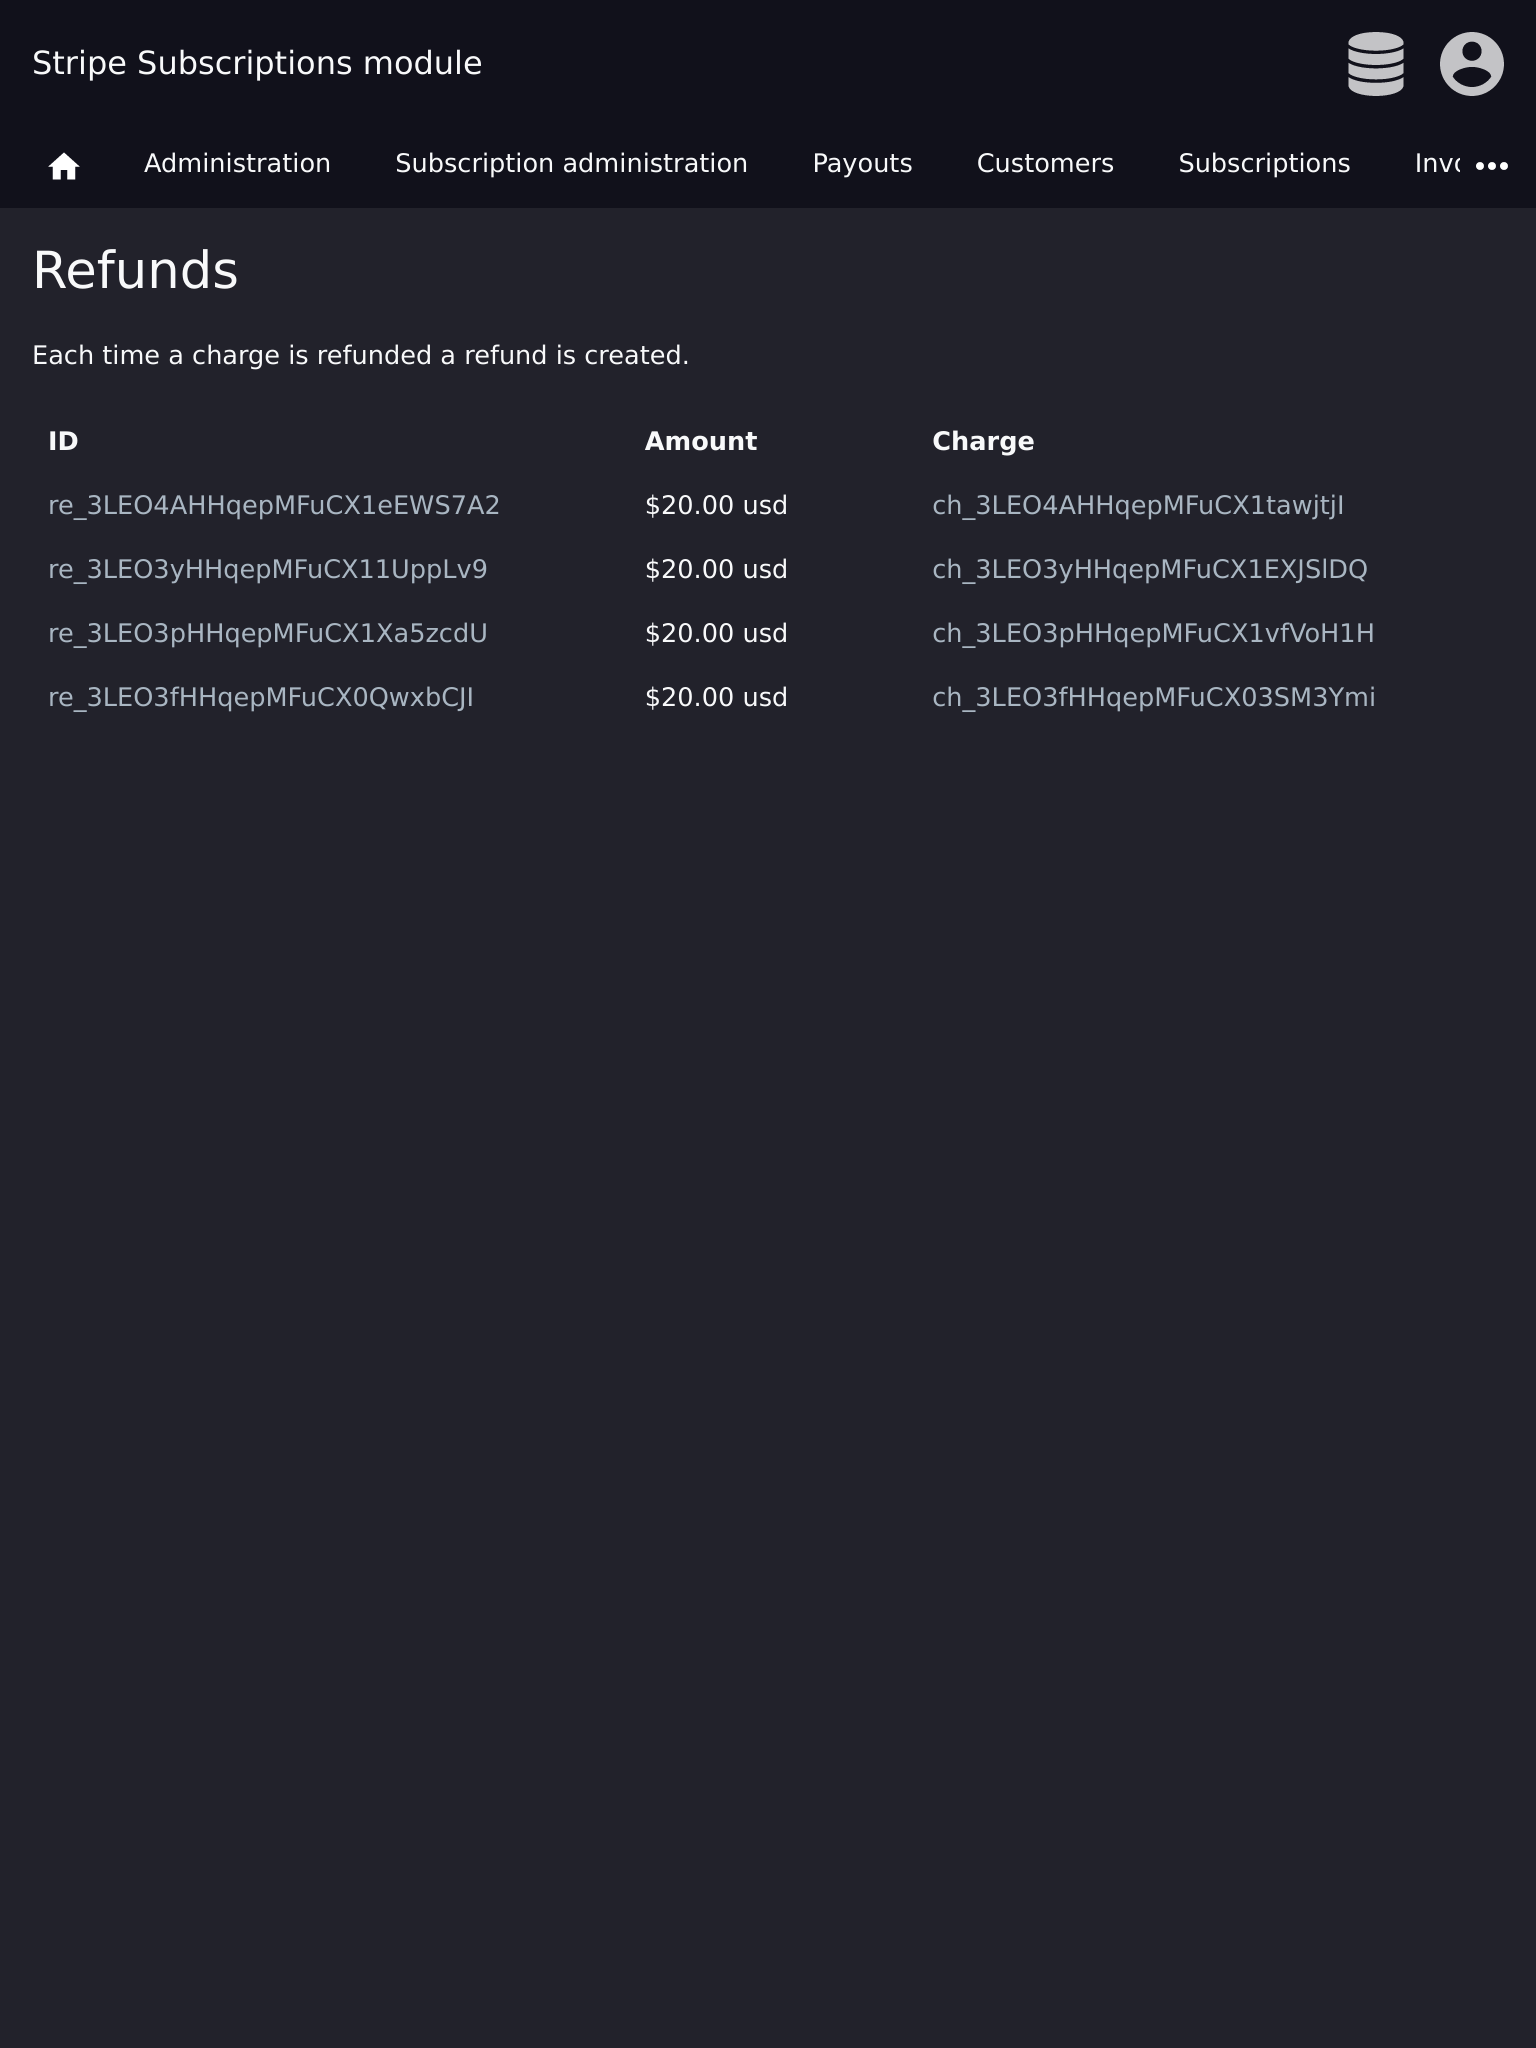 Stripe Subscriptions module
Administration Subscription administration Payouts Customers Subscriptions
Refunds
Each time a charge is refunded a refund is created.
ID Amount Charge
re_3LEO4AHHqepMFuCX1eEWS7A2 $20.00 usd ch_3LEO4AHHqepMFuCX1tawjtjI
re_3LEO3yHHqepMFuCX11UppLv9 $20.00 usd ch_3LEO3yHHqepMFuCX1EXJSlDQ
re_3LEO3pHHqepMFuCX1Xa5zcdU $20.00 usd ch_3LEO3pHHqepMFuCX1vfVoH1H
re_3LEO3fHHqepMFuCX0QwxbCJI $20.00 usd ch_3LEO3fHHqepMFuCX03SM3Ymi